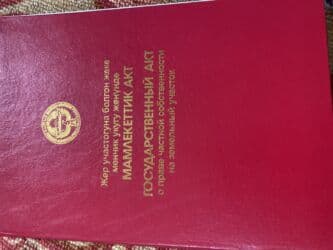 Жер участогуна болгон жеке
менчик укугу жөнүндө
МАМЛЕКЕТТИК АКТ
ГОСУДАРСТВЕННЫЙ АКТ
о праве частной собственности
на земельный участок